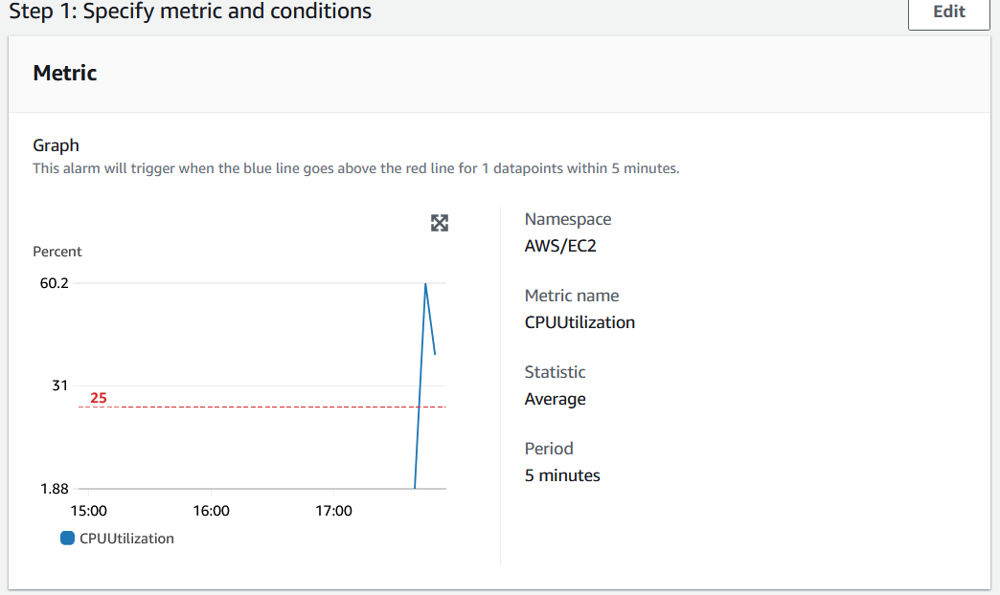 Step 1: Specify metric and conditions
Edit
Metric
Graph
This alarm will trigger when the blue line goes above the red line for 1 datapoints within 5 minutes.
Percent
60.2
31
25
1.88
15:00 16:00 17:00
CPUUtilization
Namespace
AWS/EC2
Metric name
CPUUtilization
Statistic
Average
Period
5 minutes